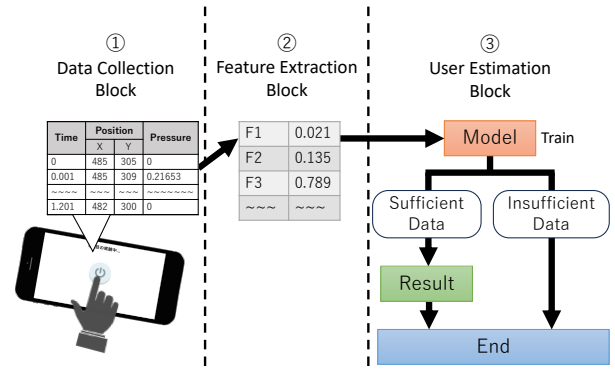 ①
Data Collection
Block
②
Feature Extraction
Block
③
User Estimation
Block
Time Position Pressure
X Y
0 485 305 0
0.001 485 309 0.21653
~~~~ ~~~ ~~~ ~~~~~~~
1.201 482 300 0
F1 0.021
F2 0.135
F3 0.789
~~~ ~~~
Model Train
Sufficient
Data
Insufficient
Data
Result
End